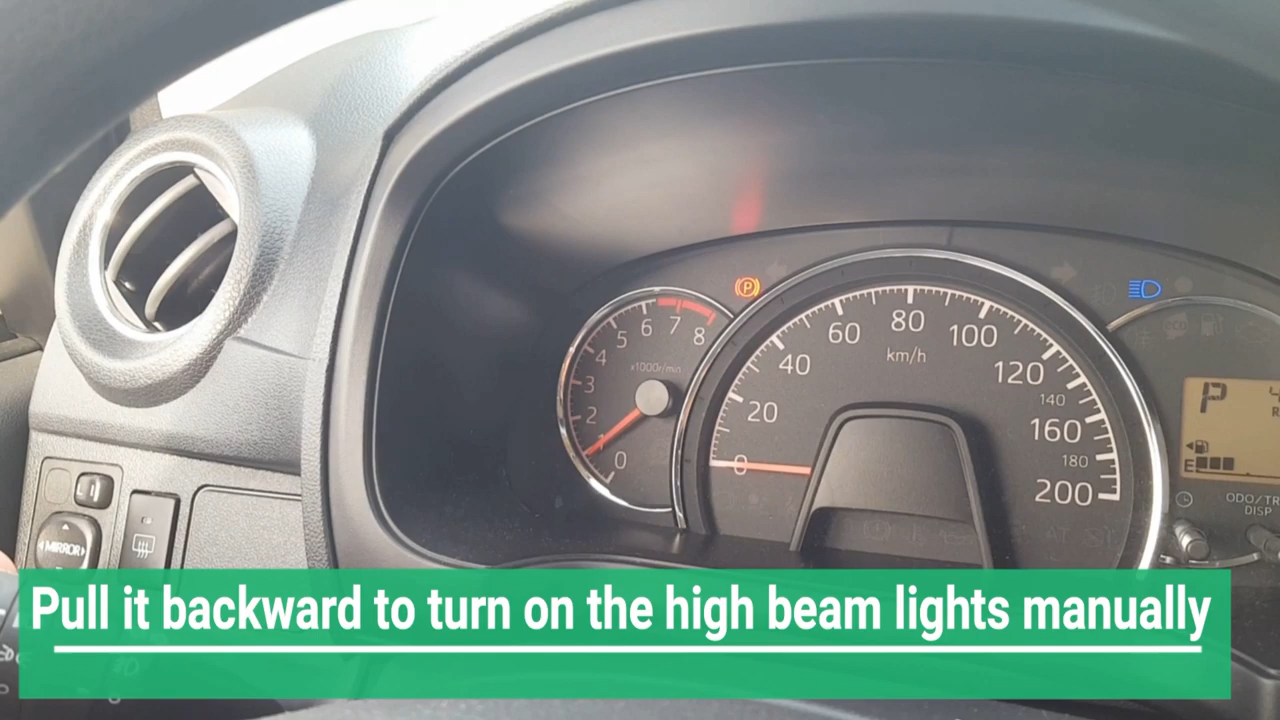 P
8
7
6
5
4
3
2
1
0
x1000r/min
0
20
40
60
80
100
120
140
160
180
200
km/h
P
E
ODO/TR
DISP
MIRROR
Pull it backward to turn on the high beam lights manually